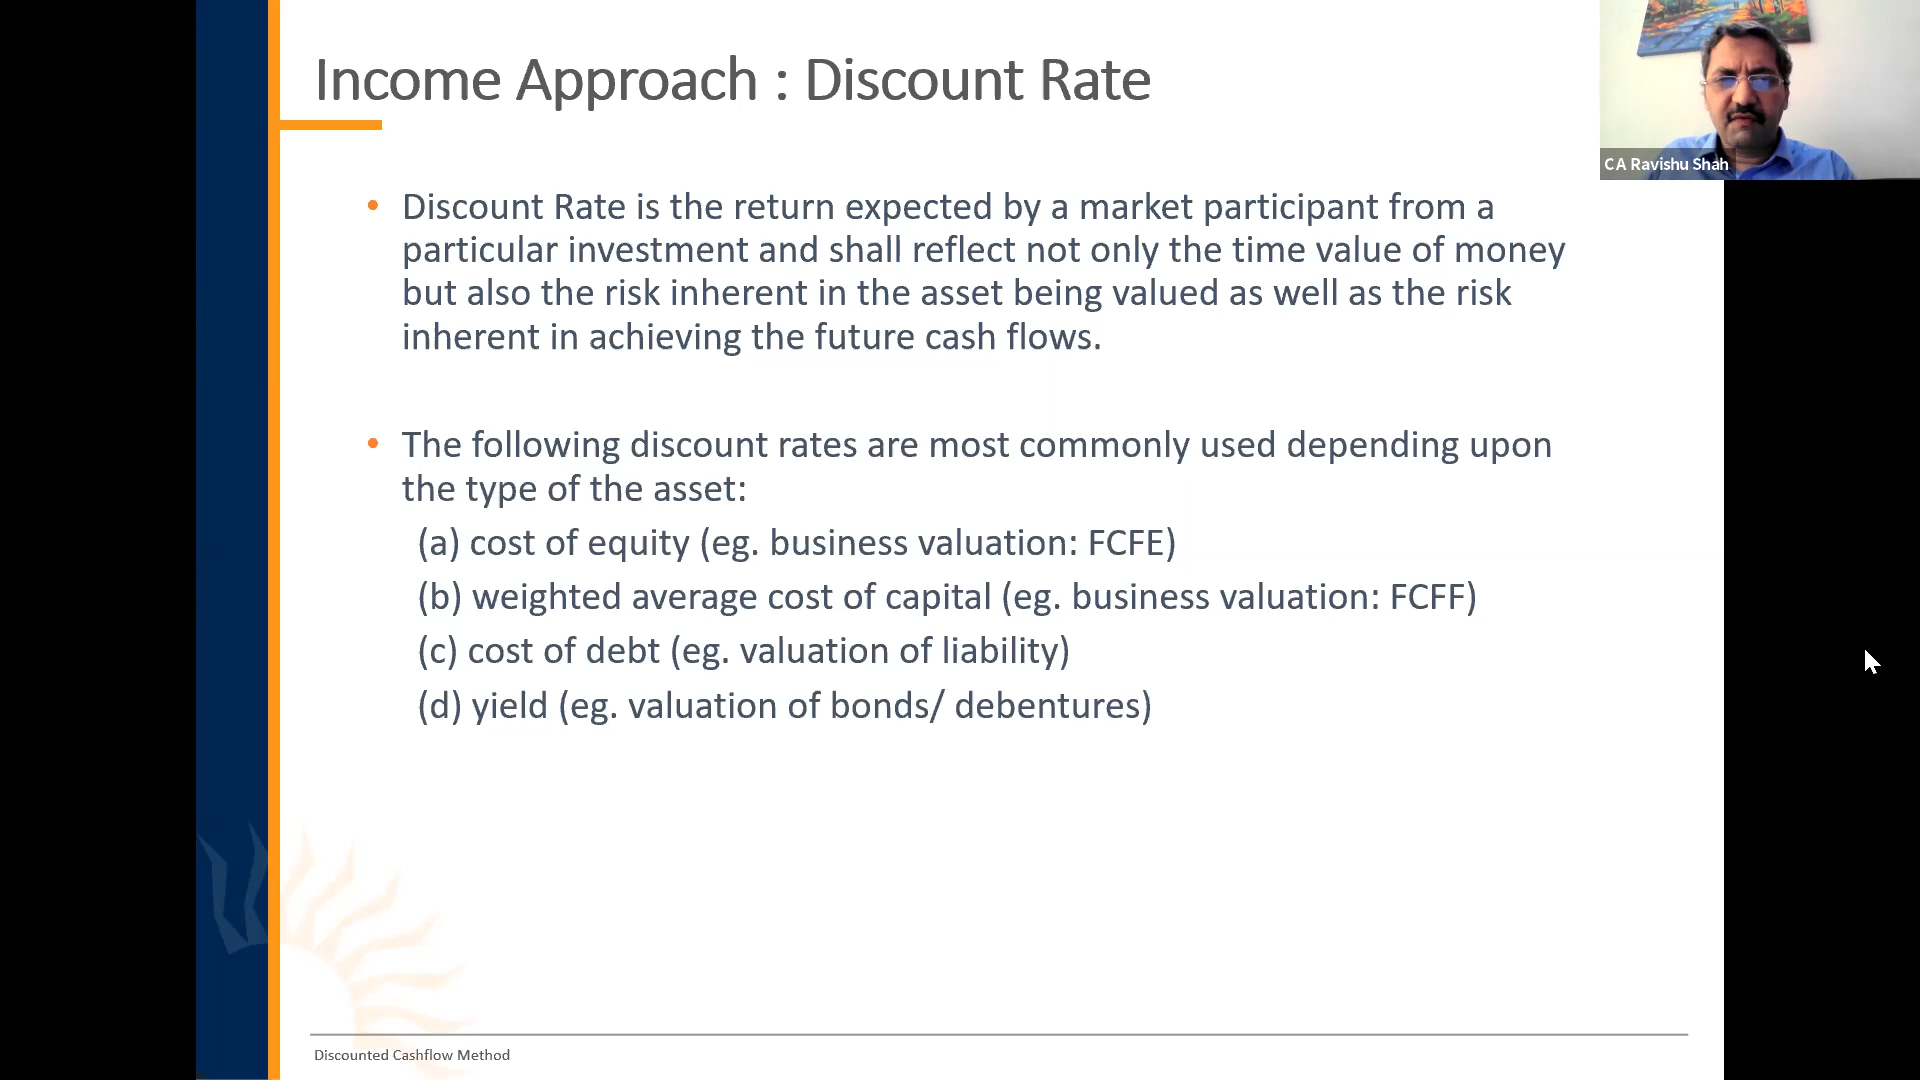 Income Approach : Discount Rate
CA Ravishu Shah
• Discount Rate is the return expected by a market participant from a
particular investment and shall reflect not only the time value of money
but also the risk inherent in the asset being valued as well as the risk
inherent in achieving the future cash flows.
• The following discount rates are most commonly used depending upon
the type of the asset:
(a) cost of equity (eg. business valuation: FCFE)
(b) weighted average cost of capital (eg. business valuation: FCFF)
(c) cost of debt (eg. valuation of liability)
(d) yield (eg. valuation of bonds/ debentures)
Discounted Cashflow Method